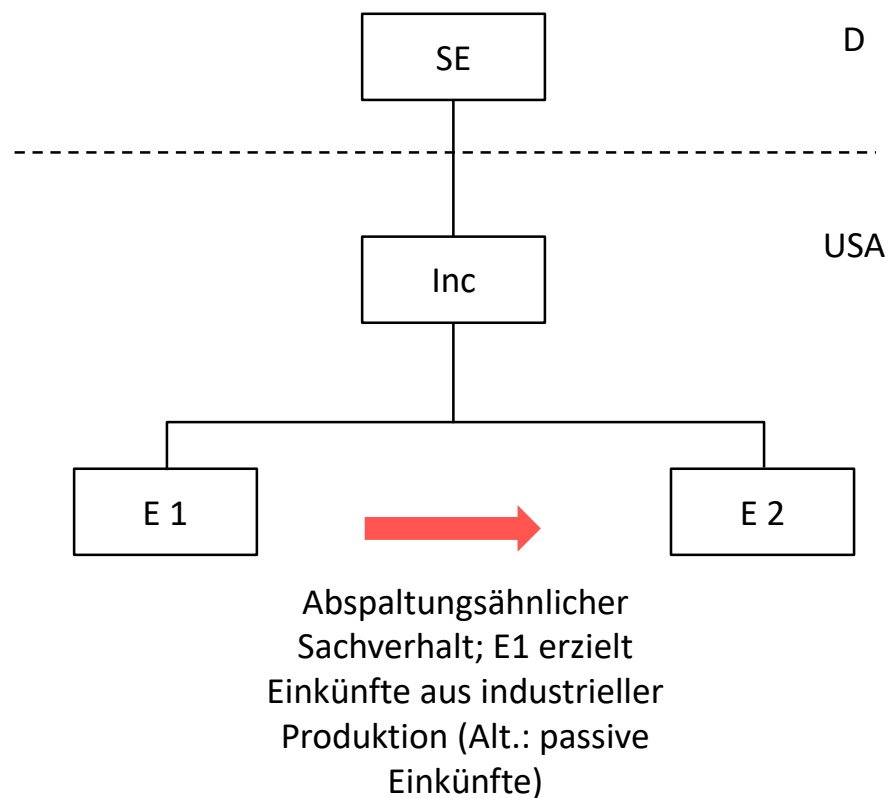 SE
D
USA
Inc
E 1
E 2
Abspaltungsähnlicher
Sachverhalt; E1 erzielt
Einkünfte aus industrieller
Produktion (Alt.: passive
Einkünfte)